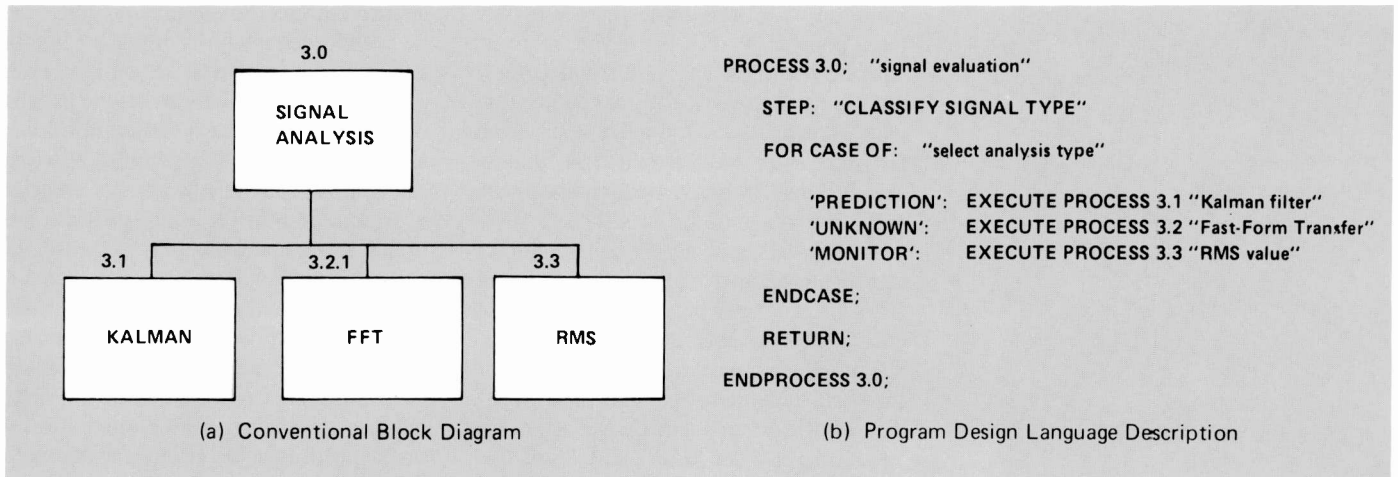 3.0
SIGNAL
ANALYSIS
3.1
3.2.1
3.3
KALMAN
FFT
RMS
(a) Conventional Block Diagram
PROCESS 3.0; "signal evaluation"
STEP: "CLASSIFY SIGNAL TYPE"
FOR CASE OF: "select analysis type"
'PREDICTION': EXECUTE PROCESS 3.1 "Kalman filter"
'UNKNOWN': EXECUTE PROCESS 3.2 "Fast-Form Transfer"
'MONITOR': EXECUTE PROCESS 3.3 "RMS value"
ENDCASE;
RETURN;
ENDPROCESS 3.0;
(b) Program Design Language Description